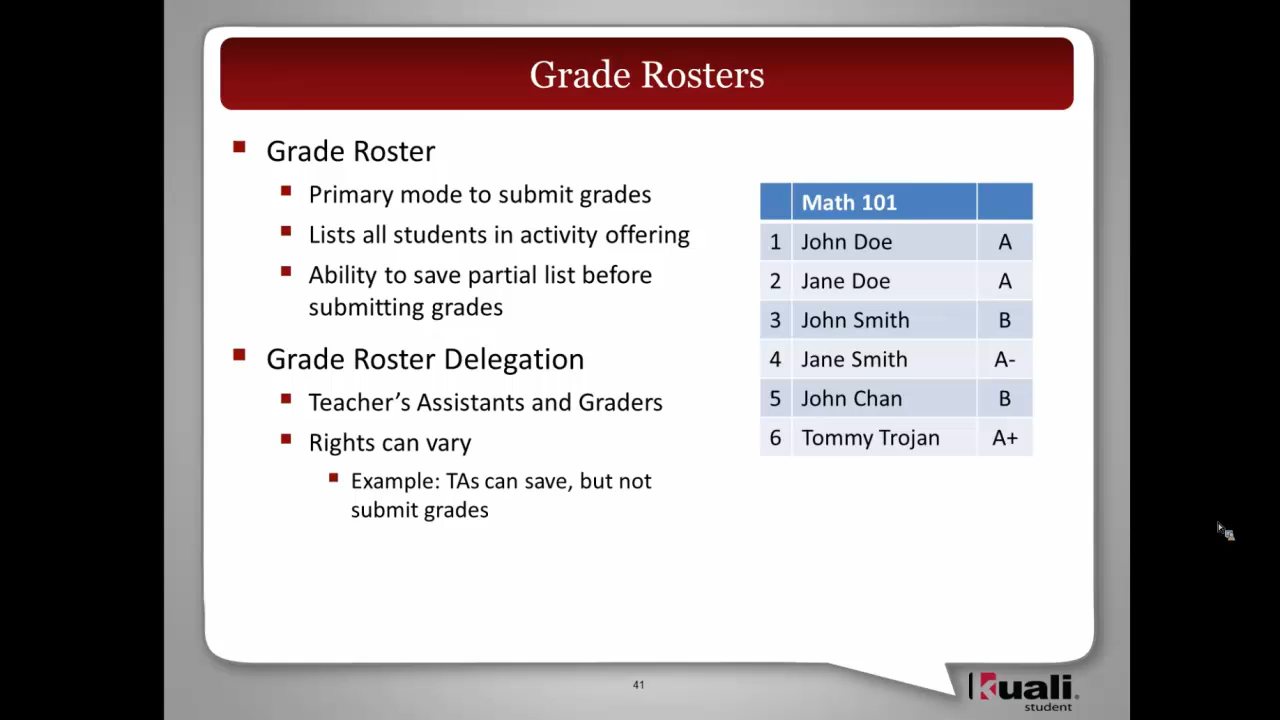 Grade Rosters
Grade Roster
Primary mode to submit grades
Lists all students in activity offering
Ability to save partial list before
submitting grades
Grade Roster Delegation
Teacher’s Assistants and Graders
Rights can vary
Example: TAs can save, but not
submit grades
Math 101
1 John Doe A
2 Jane Doe A
3 John Smith B
4 Jane Smith A-
5 John Chan B
6 Tommy Trojan A+
41
Kuali
student